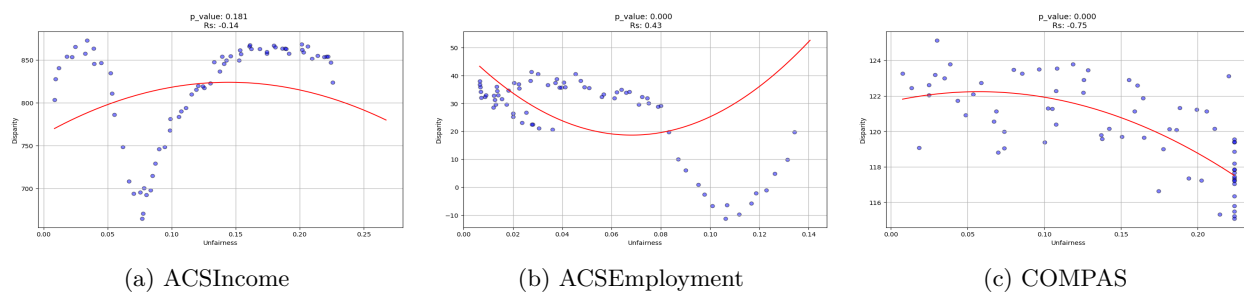 p_value: 0.181
Rs: -0.14
850
800
750
700
Disparity
0.00
0.05
0.10
0.15
0.20
0.25
Unfairness
(a) ACSIncome
p_value: 0.000
Rs: 0.43
50
40
30
20
10
0
−10
Disparity
0.00
0.02
0.04
0.06
0.08
0.10
0.12
0.14
Unfairness
(b) ACSEmployment
p_value: 0.000
Rs: -0.75
124
122
120
118
116
Disparity
0.00
0.05
0.10
0.15
0.20
Unfairness
(c) COMPAS